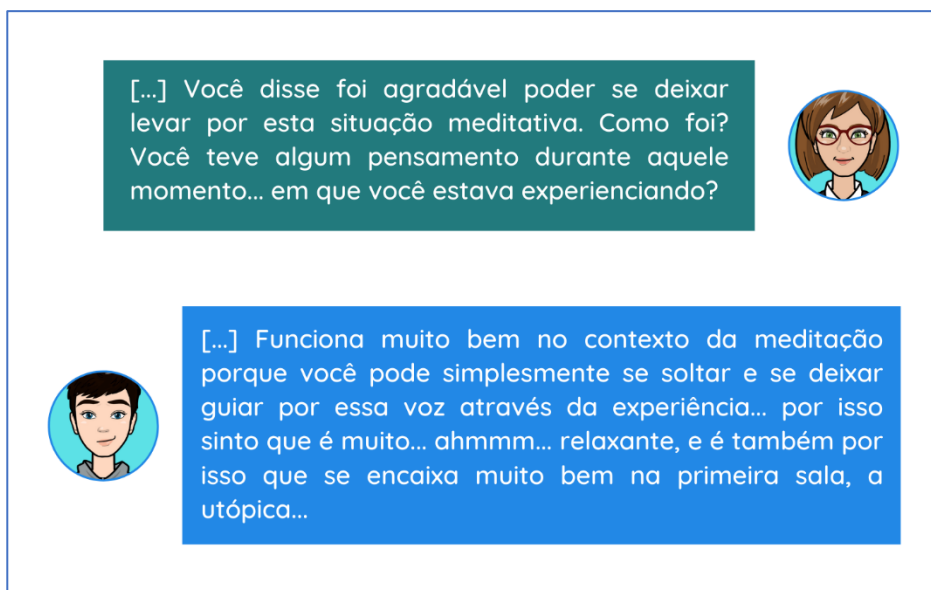 [...] Você disse foi agradável poder se deixar
levar por esta situação meditativa. Como foi?
Você teve algum pensamento durante aquele
momento... em que você estava experienciando?
[...] Funciona muito bem no contexto da meditação
porque você pode simplesmente se soltar e se deixar
guiar por essa voz através da experiência... por isso
sinto que é muito... ahmmm... relaxante, e é também por
isso que se encaixa muito bem na primeira sala, a
utópica...